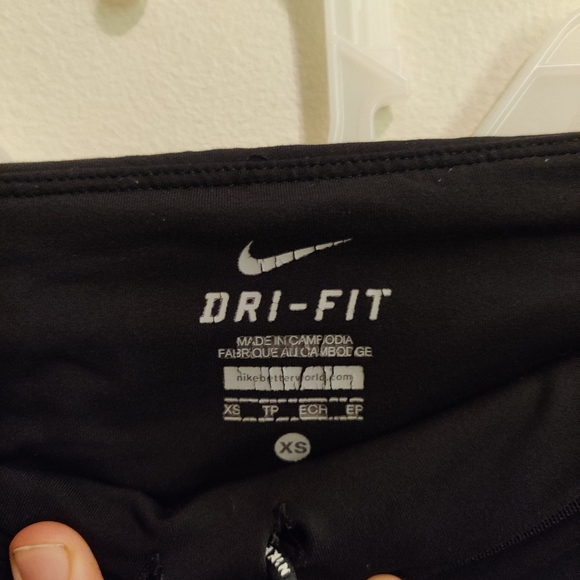 DRI-FIT
MADE IN CAMBODIA
FABRIQUE AU CAMBODGE
nikebetterworld.com
XS TP ECH EP
XS